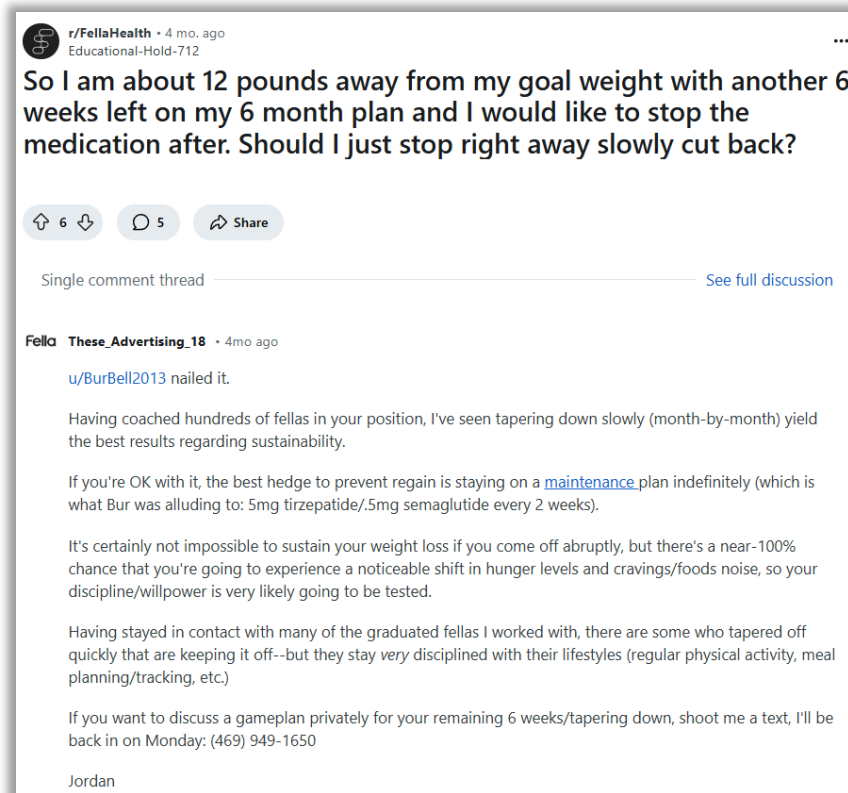 r/FellaHealth • 4 mo. ago
Educational-Hold-712
So I am about 12 pounds away from my goal weight with another 6
weeks left on my 6 month plan and I would like to stop the
medication after. Should I just stop right away slowly cut back?
6
5
Share
Single comment thread
See full discussion
Fella These_Advertising_18 • 4mo ago
u/BurBell2013 nailed it.
Having coached hundreds of fellas in your position, I've seen tapering down slowly (month-by-month) yield
the best results regarding sustainability.
If you're OK with it, the best hedge to prevent regain is staying on a maintenance plan indefinitely (which is
what Bur was alluding to: 5mg tirzepatide/.5mg semaglutide every 2 weeks).
It's certainly not impossible to sustain your weight loss if you come off abruptly, but there's a near-100%
chance that you're going to experience a noticeable shift in hunger levels and cravings/foods noise, so your
discipline/willpower is very likely going to be tested.
Having stayed in contact with many of the graduated fellas I worked with, there are some who tapered off
quickly that are keeping it off--but they stay very disciplined with their lifestyles (regular physical activity, meal
planning/tracking, etc.)
If you want to discuss a gameplan privately for your remaining 6 weeks/tapering down, shoot me a text, I'll be
back in on Monday: (469) 949-1650
Jordan